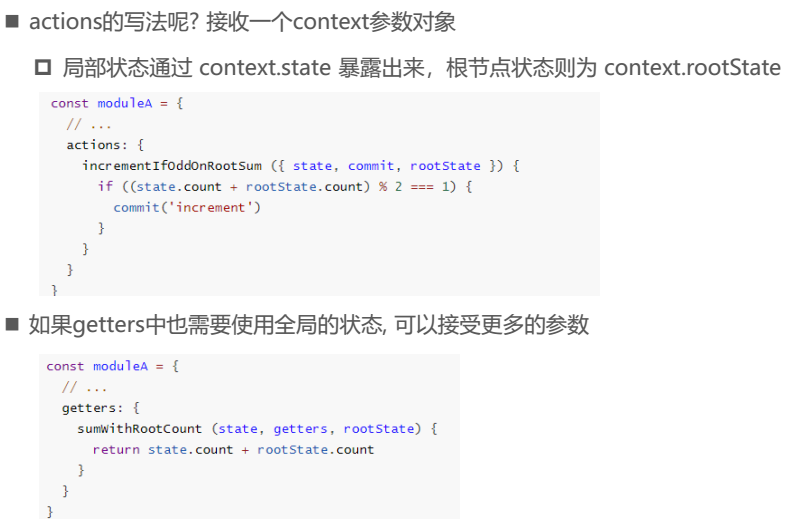 actions的写法呢? 接收一个context参数对象
局部状态通过 context.state 暴露出来，根节点状态则为 context.rootState
const moduleA = {
  // ...
  actions: {
    incrementIfOddOnRootSum ({ state, commit, rootState }) {
      if ((state.count + rootState.count) % 2 === 1) {
        commit('increment')
      }
    }
  }
}
如果getters中也需要使用全局的状态, 可以接受更多的参数
const moduleA = {
  // ...
  getters: {
    sumWithRootCount (state, getters, rootState) {
      return state.count + rootState.count
    }
  }
}